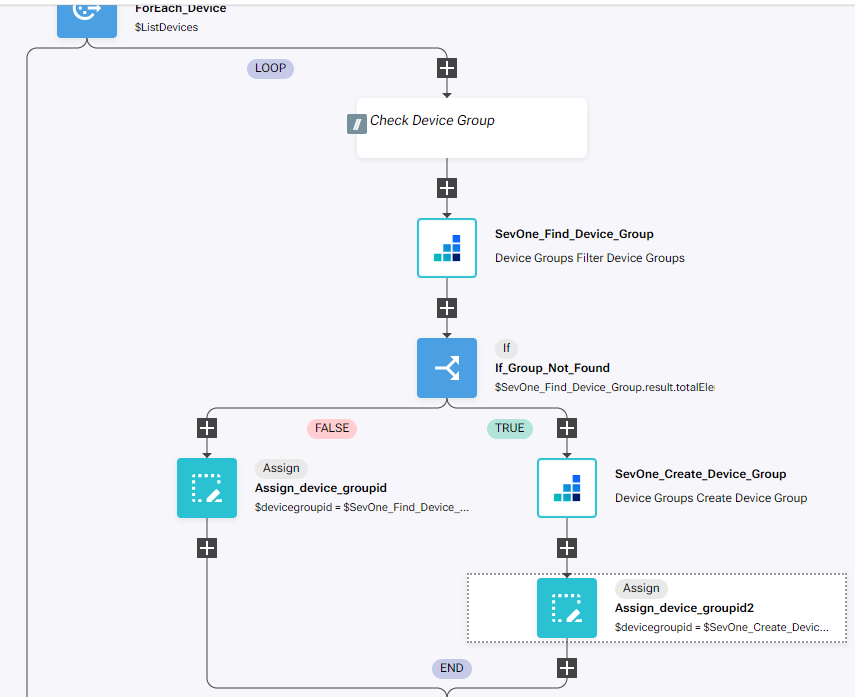 ForEach_Device
$ListDevices
LOOP
// Check Device Group
SevOne_Find_Device_Group
Device Groups Filter Device Groups
If
If_Group_Not_Found
$SevOne_Find_Device_Group.result.totalEle
FALSE
TRUE
Assign
Assign_device_groupid
$devicegroupid = $SevOne_Find_Device_...
SevOne_Create_Device_Group
Device Groups Create Device Group
Assign
Assign_device_groupid2
$devicegroupid = $SevOne_Create_Devic...
END